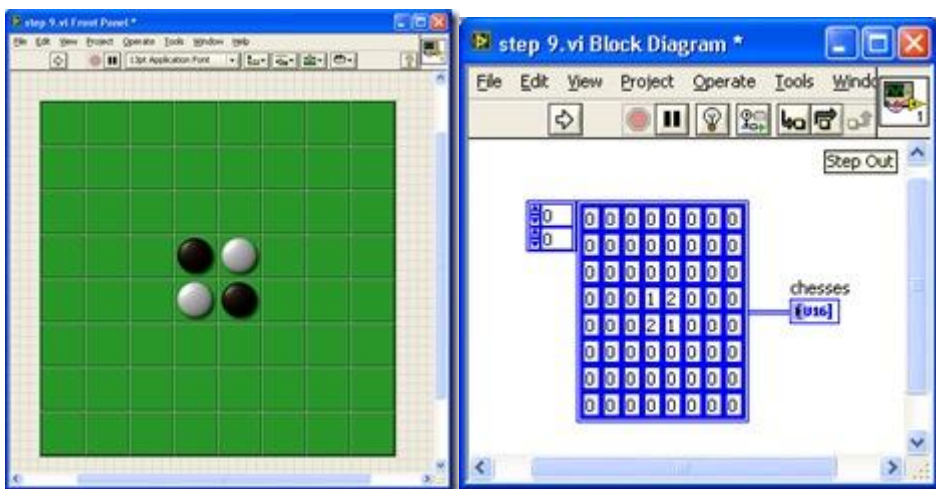 step 9.vi Front Panel *
File Edit View Project Operate Tools Window Help
13pt Application Font
step 9.vi Block Diagram *
File Edit View Project Operate Tools Windo
1
Step Out
0
0
0 0 0 0 0 0 0 0
0 0 0 0 0 0 0 0
0 0 0 0 0 0 0 0
0 0 0 1 2 0 0 0
0 0 0 2 1 0 0 0
0 0 0 0 0 0 0 0
0 0 0 0 0 0 0 0
0 0 0 0 0 0 0 0
chesses
[U16]